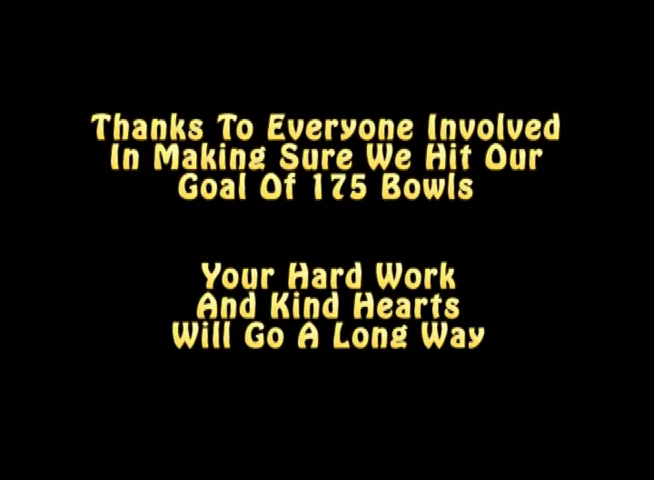 Thanks To Everyone Involved
In Making Sure We Hit Our
Goal Of 175 Bowls
Your Hard Work
And Kind Hearts
Will Go A Long Way